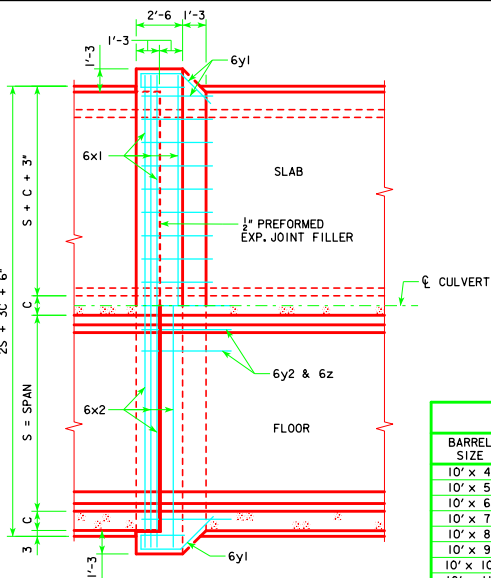 2'-6 1'-3
1'-3
1'-3
6y1
6x1
SLAB
½" PREFORMED
EXP. JOINT FILLER
S + C + 3"
℄ CULVERT
C
2S + 3C + 6"
S = SPAN
6y2 & 6z
6x2
FLOOR
C
3
1'-3
6y1
BARREL
SIZE
10' x 4
10' x 5
10' x 6
10' x 7
10' x 8
10' x 9
10' x 10